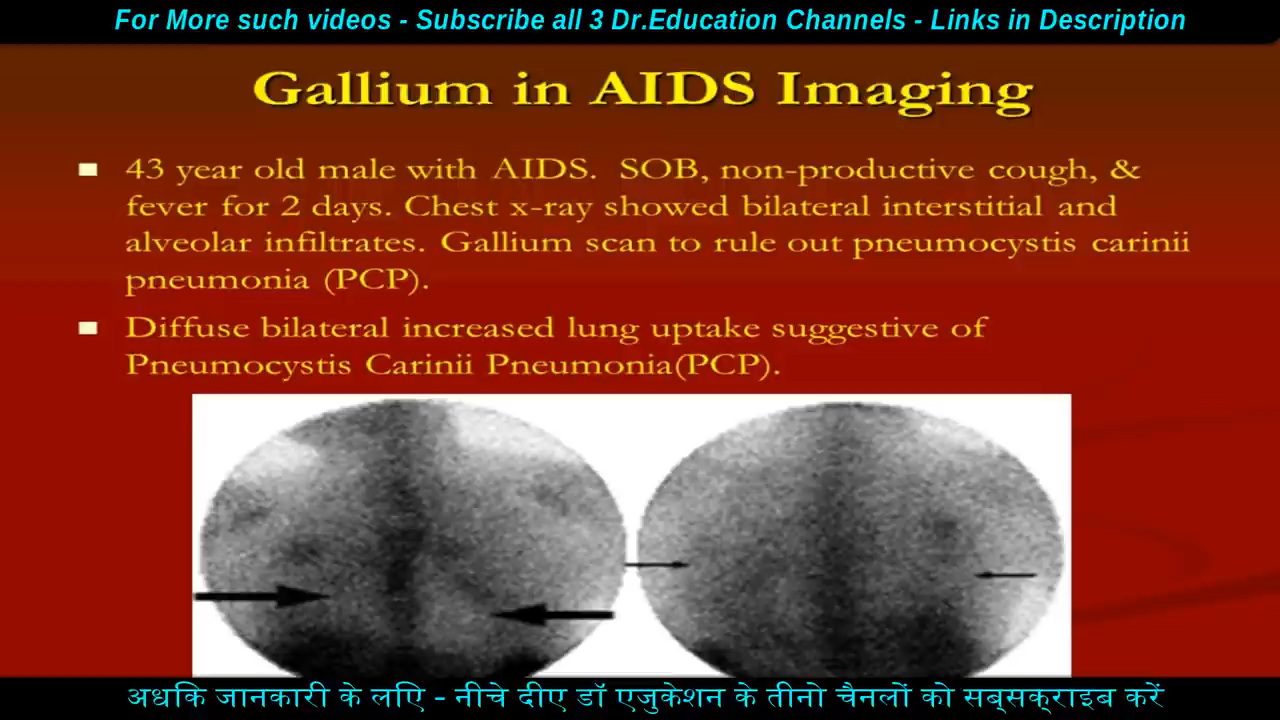 For More such videos - Subscribe all 3 Dr.Education Channels - Links in Description
Gallium in AIDS Imaging
43 year old male with AIDS. SOB, non-productive cough, &
fever for 2 days. Chest x-ray showed bilateral interstitial and
alveolar infiltrates. Gallium scan to rule out pneumocystis carinii
pneumonia (PCP).
Diffuse bilateral increased lung uptake suggestive of
Pneumocystis Carinii Pneumonia(PCP).
अधकि जानकारी के लिए - नीचे दीए डॉ एजुकेशन के तीनो चैनलों को सब्सक्राइब करें